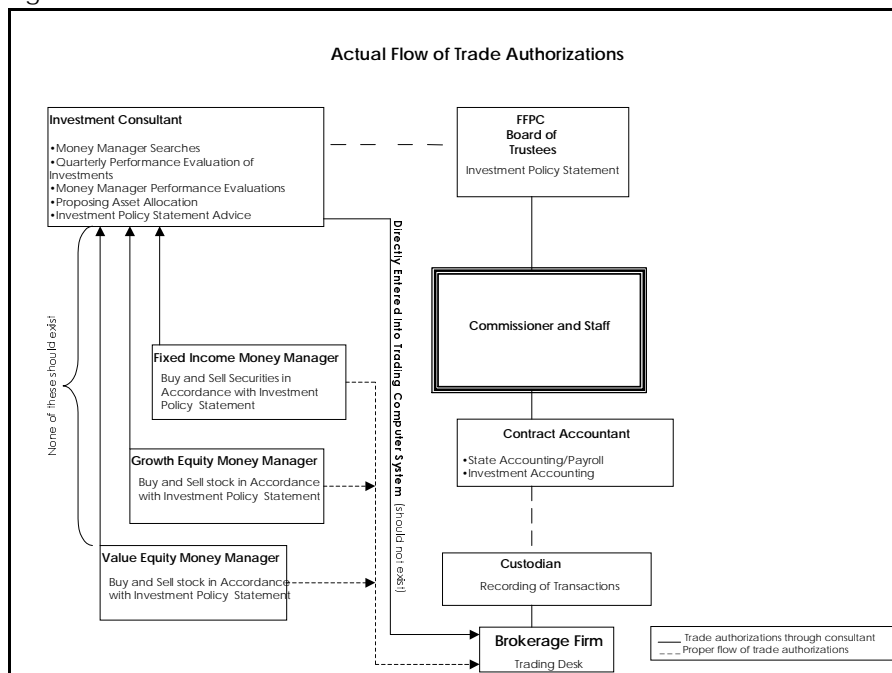 Actual Flow of Trade Authorizations
Investment Consultant
•Money Manager Searches
•Quarterly Performance Evaluation of
Investments
•Money Manager Performance Evaluations
•Proposing Asset Allocation
•Investment Policy Statement Advice
FFPC
Board of
Trustees
Investment Policy Statement
Directly Entered into Trading Computer System (should not exist)
None of these should exist
Commissioner and Staff
Fixed Income Money Manager
Buy and Sell Securities in
Accordance with Investment
Policy Statement
Growth Equity Money Manager
Buy and Sell stock in Accordance
with Investment Policy Statement
Contract Accountant
•State Accounting/Payroll
•Investment Accounting
Value Equity Money Manager
Buy and Sell stock in Accordance
with Investment Policy Statement
Custodian
Recording of Transactions
Brokerage Firm
Trading Desk
Trade authorizations through consultant
Proper flow of trade authorizations